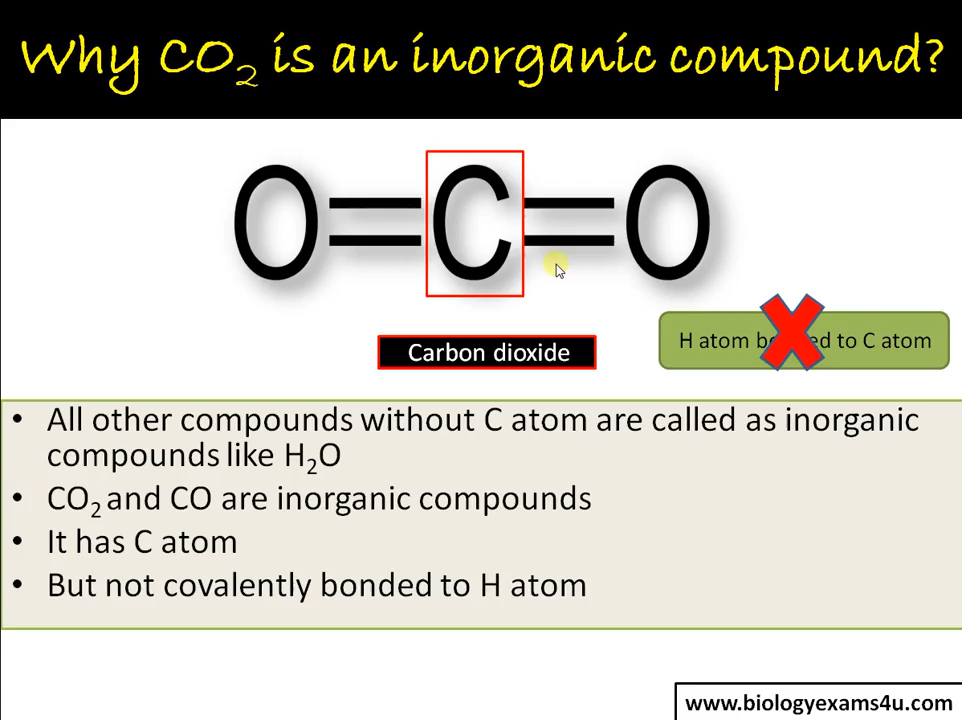 Why CO₂ is an inorganic compound?
O=C=O
Carbon dioxide
H atom bonded to C atom
• All other compounds without C atom are called as inorganic
compounds like H₂O
• CO₂ and CO are inorganic compounds
• It has C atom
• But not covalently bonded to H atom
www.biologyexams4u.com